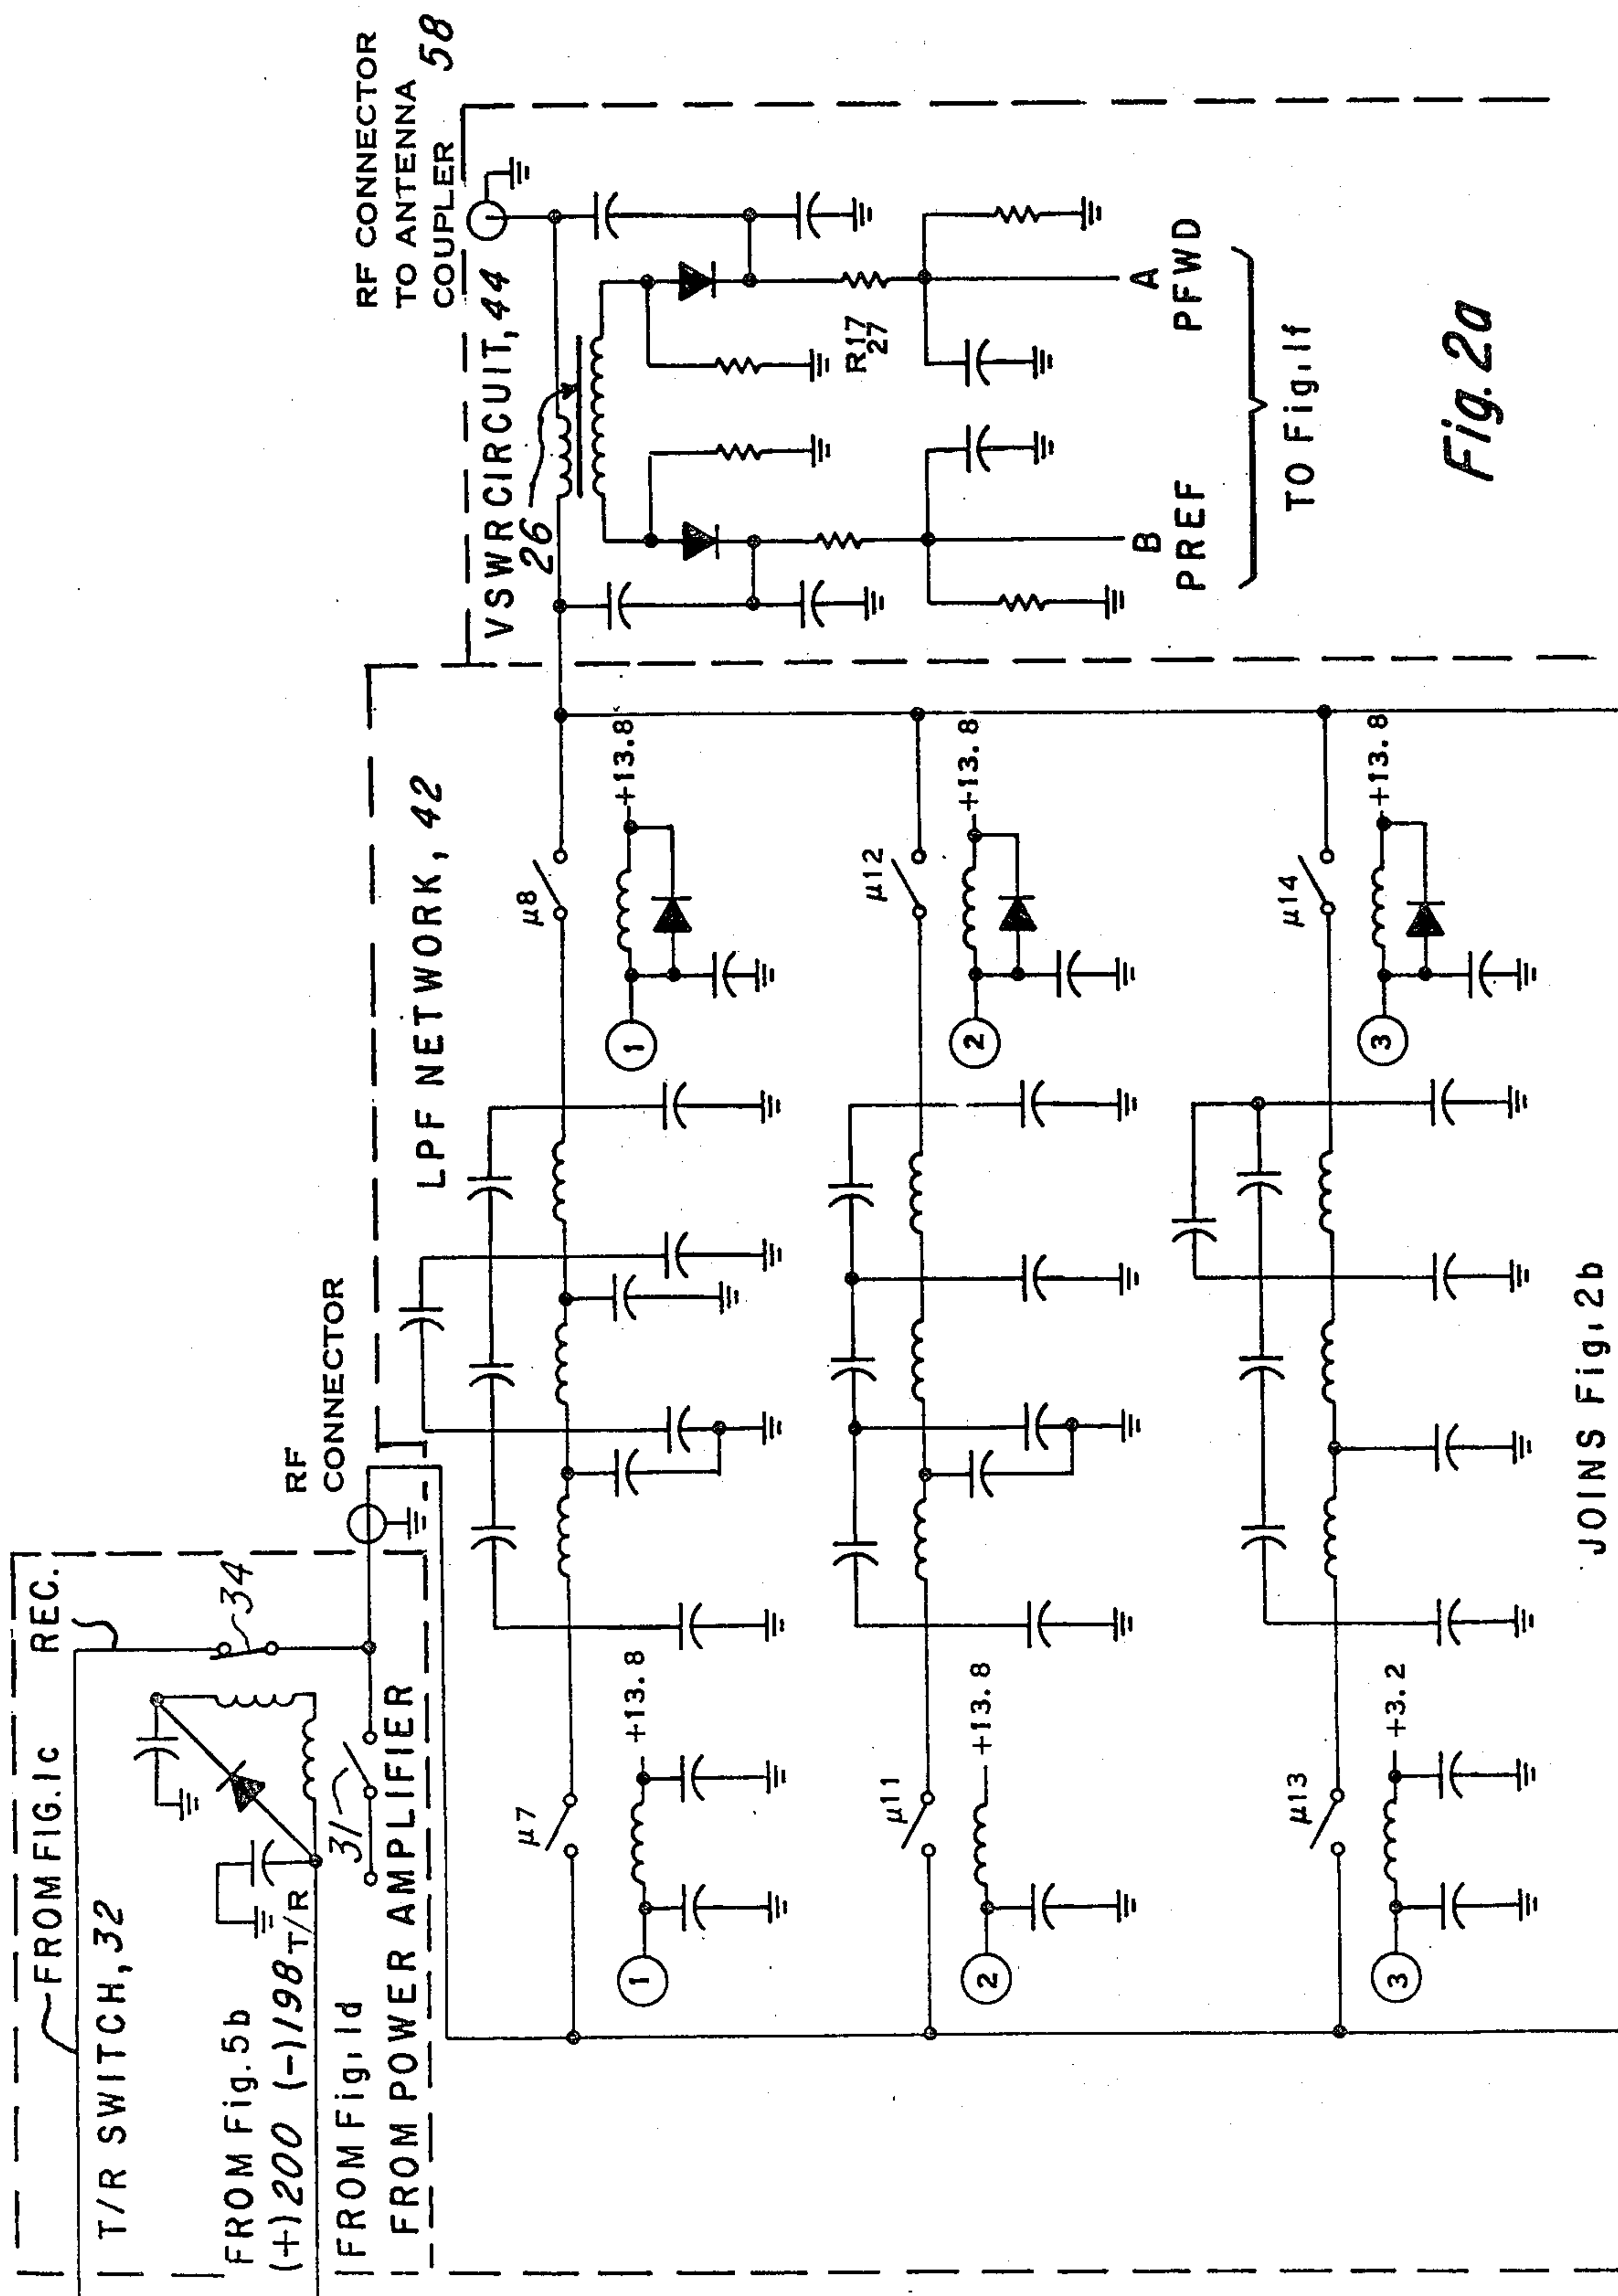 FROM FIG.1c
REC.
T/R SWITCH, 32
34
FROM Fig.5b
(+)200 (-)198 T/R
31
FROM Fig.1d
FROM POWER AMPLIFIER
RF
CONNECTOR
LPF NETWORK, 42
RF CONNECTOR
TO ANTENNA
COUPLER 58
VSWR CIRCUIT, 44
26
R17
27
B
PREF
A
PFWD
TO Fig.1f
μ7
μ8
1
+13.8
1
+13.8
μ11
μ12
2
+13.8
2
+13.8
μ13
μ14
3
+3.2
3
+13.8
JOINS Fig.2b
Fig. 2a